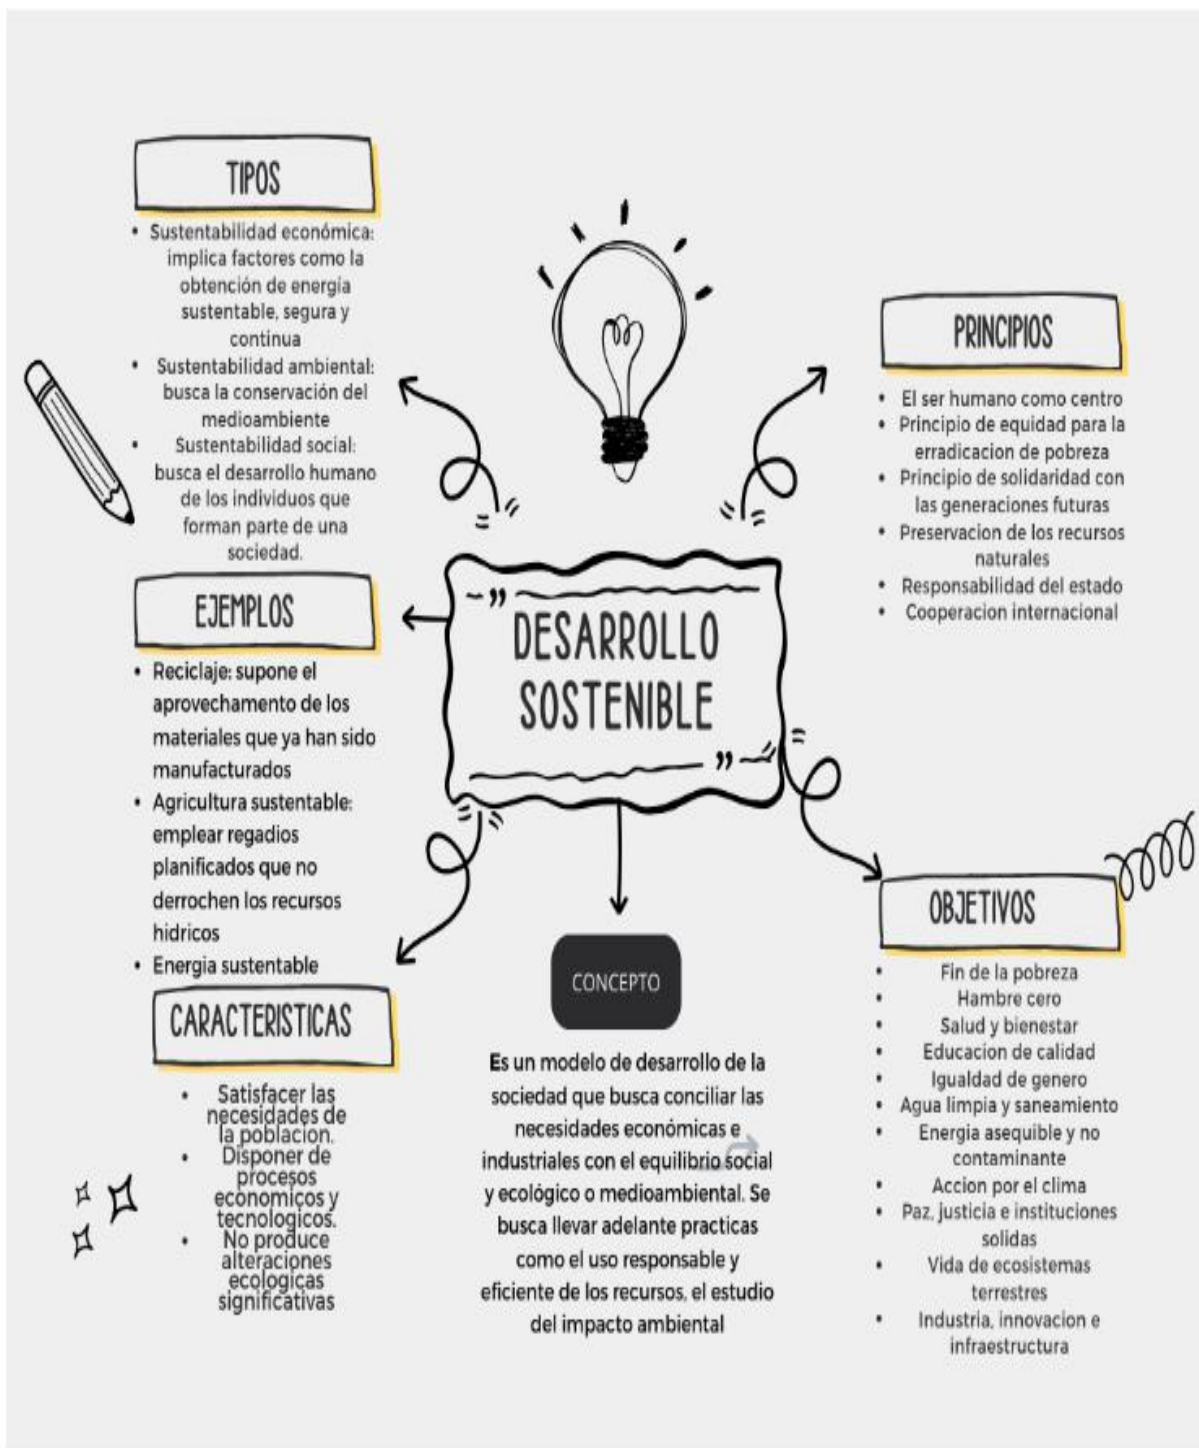 TIPOS
• Sustentabilidad económica:
implica factores como la
obtención de energia
sustentable, segura y
continua
• Sustentabilidad ambiental:
busca la conservación del
medioambiente
• Sustentabilidad social:
busca el desarrollo humano
de los individuos que
forman parte de una
sociedad.
EJEMPLOS
• Reciclaje: supone el
aprovechamento de los
materiales que ya han sido
manufacturados
• Agricultura sustentable:
emplear regadios
planificados que no
derrochen los recursos
hidricos
• Energia sustentable
CARACTERISTICAS
• Satisfacer las
necesidades de
la población.
• Disponer de
procesos
economicos y
tecnologicos.
• No produce
alteraciones
ecologicas
significativas
DESARROLLO
SOSTENIBLE
CONCEPTO
Es un modelo de desarrollo de la
sociedad que busca conciliar las
necesidades económicas e
industriales con el equilibrio social
y ecológico o medioambiental. Se
busca llevar adelante practicas
como el uso responsable y
eficiente de los recursos, el estudio
del impacto ambiental
PRINCIPIOS
• El ser humano como centro
• Principio de equidad para la
erradicacion de pobreza
• Principio de solidaridad con
las generaciones futuras
• Preservacion de los recursos
naturales
• Responsabilidad del estado
• Cooperacion internacional
OBJETIVOS
• Fin de la pobreza
• Hambre cero
• Salud y bienestar
• Educacion de calidad
• Igualdad de genero
• Agua limpia y saneamiento
• Energia asequible y no
contaminante
• Accion por el clima
• Paz, justicia e instituciones
solidas
• Vida de ecosistemas
terrestres
• Industria, innovacion e
infraestructura